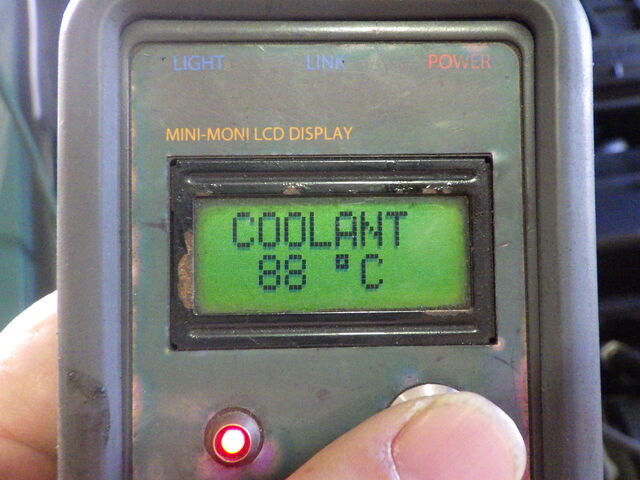 LIGHT LINK POWER
MINI-MONI LCD DISPLAY
COOLANT
88 °C